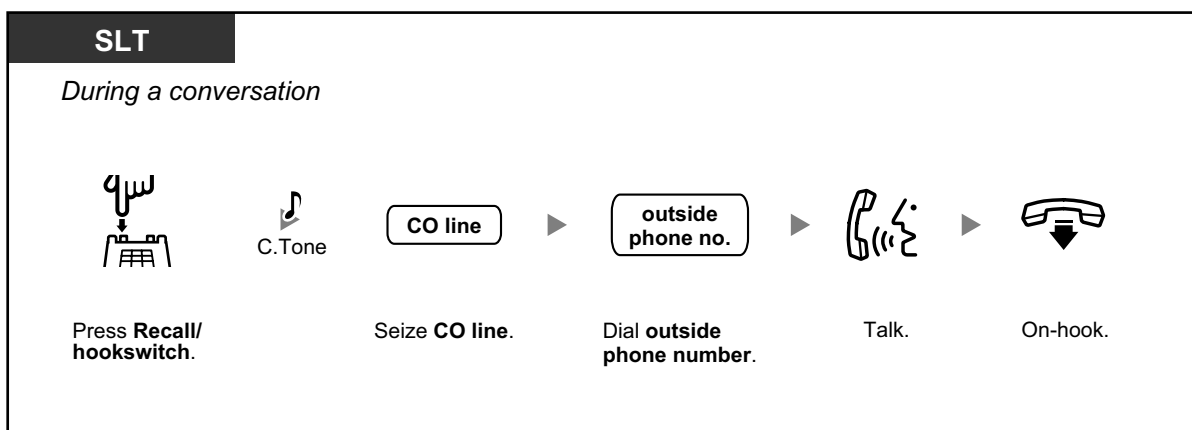 SLT
During a conversation
C.Tone
CO line
outside
phone no.
Press Recall/
hookswitch.
Seize CO line.
Dial outside
phone number.
Talk.
On-hook.